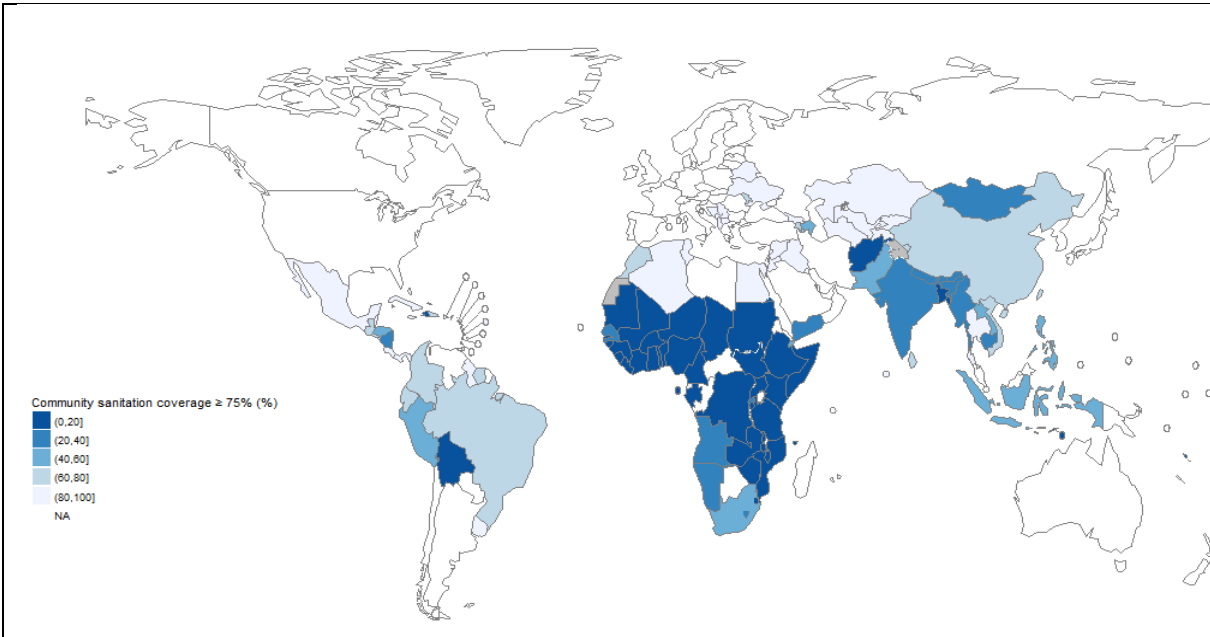 Community sanitation coverage ≥ 75% (%)
(0,20]
(20,40]
(40,60]
(60,80]
(80,100]
NA